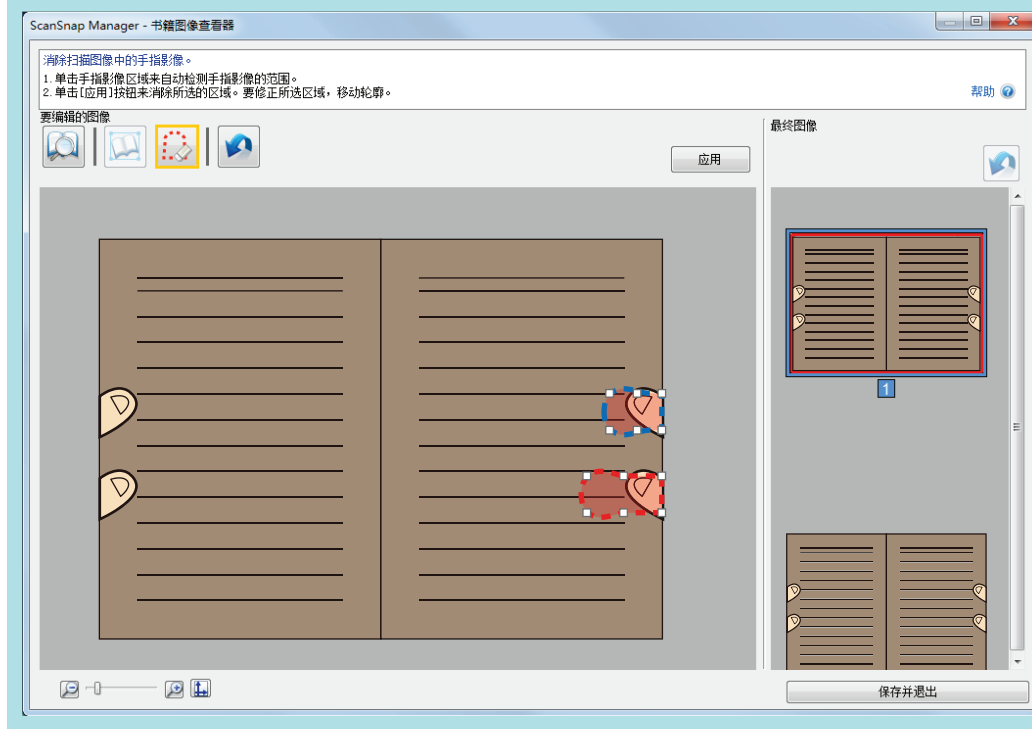 ScanSnap Manager - 书籍图像查看器
消除扫描图像中的手指影像。
1. 单击手指影像区域来自动检测手指影像的范围。
2. 单击[应用]按钮来消除所选的区域。要修正所选区域，移动轮廓。
帮助
要编辑的图像
应用
最终图像
1
保存并退出